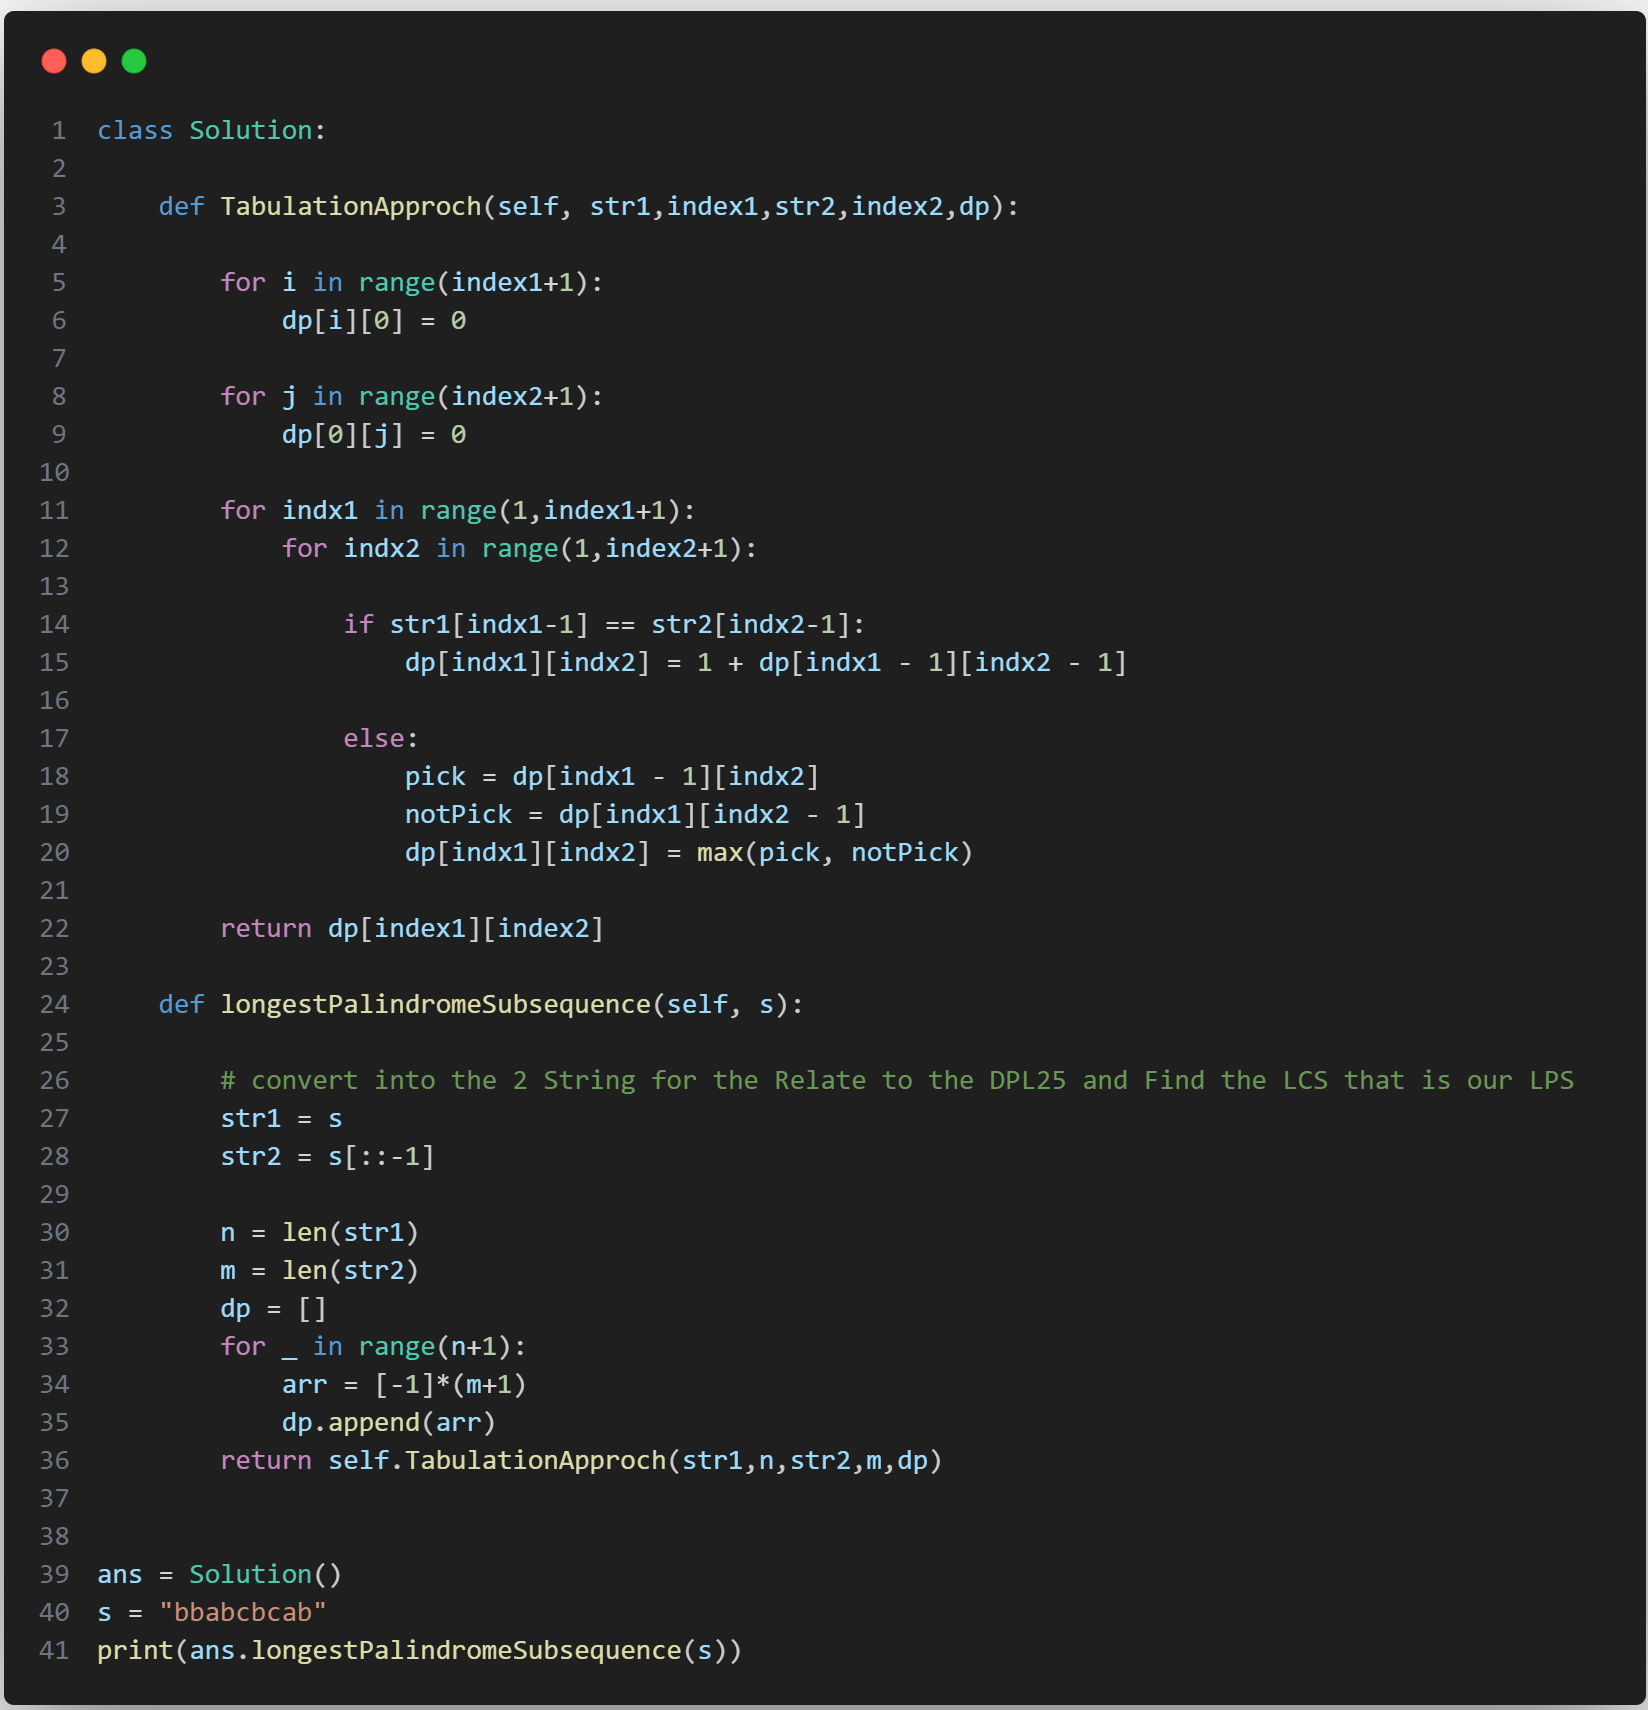 1 class Solution:
2
3     def TabulationApproch(self, str1,index1,str2,index2,dp):
4
5         for i in range(index1+1):
6             dp[i][0] = 0
7
8         for j in range(index2+1):
9             dp[0][j] = 0
10
11         for indx1 in range(1,index1+1):
12             for indx2 in range(1,index2+1):
13
14                 if str1[indx1-1] == str2[indx2-1]:
15                     dp[indx1][indx2] = 1 + dp[indx1 - 1][indx2 - 1]
16
17                 else:
18                     pick = dp[indx1 - 1][indx2]
19                     notPick = dp[indx1][indx2 - 1]
20                     dp[indx1][indx2] = max(pick, notPick)
21
22         return dp[index1][index2]
23
24     def longestPalindromeSubsequence(self, s):
25
26         # convert into the 2 String for the Relate to the DPL25 and Find the LCS that is our LPS
27         str1 = s
28         str2 = s[::-1]
29
30         n = len(str1)
31         m = len(str2)
32         dp = []
33         for _ in range(n+1):
34             arr = [-1]*(m+1)
35             dp.append(arr)
36         return self.TabulationApproch(str1,n,str2,m,dp)
37
38
39 ans = Solution()
40 s = "bbabcbcab"
41 print(ans.longestPalindromeSubsequence(s))